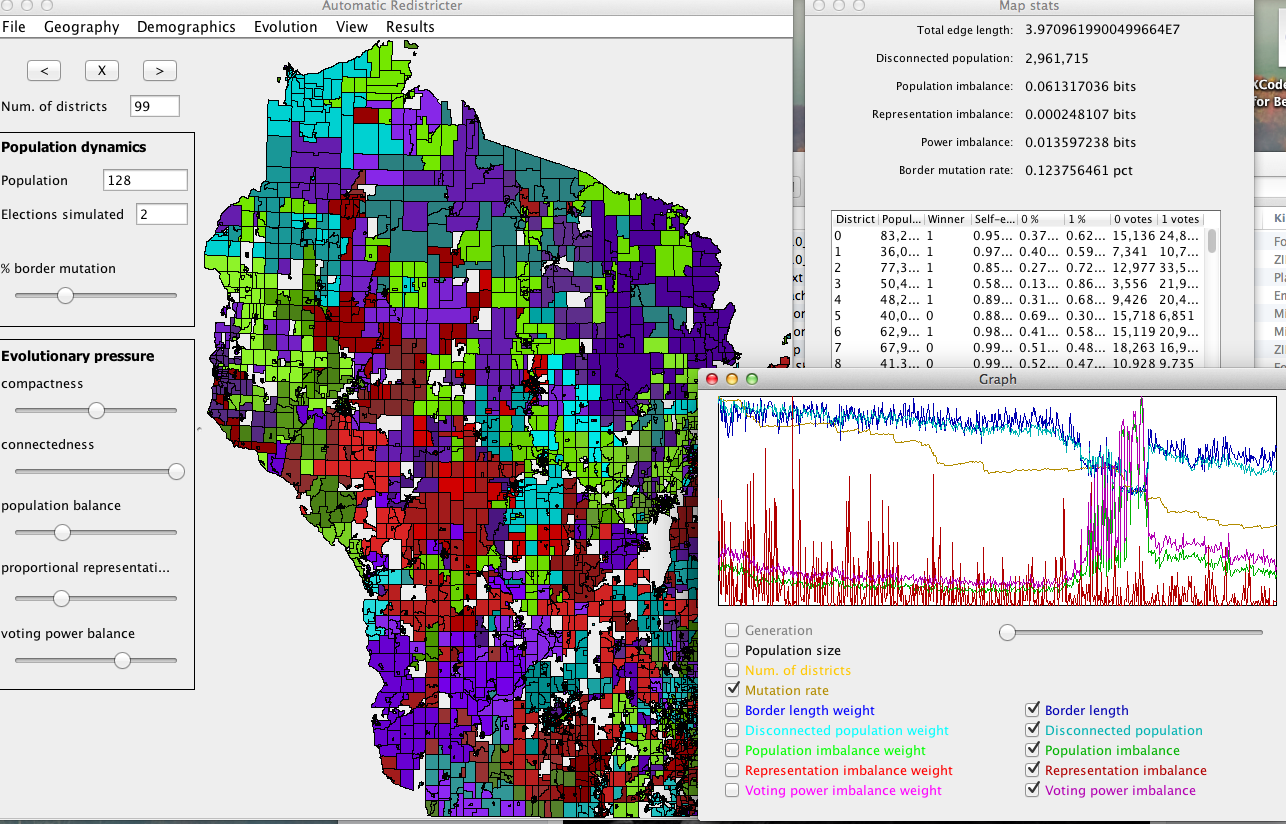 Automatic Redistricter
File Geography Demographics Evolution View Results
< X >
Num. of districts 99
Population dynamics
Population 128
Elections simulated 2
% border mutation
Evolutionary pressure
compactness
connectedness
population balance
proportional representati...
voting power balance
Map stats
Total edge length: 3.9709619900499664E7
Disconnected population: 2,961,715
Population imbalance: 0.061317036 bits
Representation imbalance: 0.000248107 bits
Power imbalance: 0.013597238 bits
Border mutation rate: 0.123756461 pct
District Popul... Winner Self-e... 0 % 1 % 0 votes 1 votes
0 83,2... 1 0.95... 0.37... 0.62... 15,136 24,8...
1 36,0... 1 0.97... 0.40... 0.59... 7,341 10,7...
2 77,3... 1 0.85... 0.27... 0.72... 12,977 33,5...
3 50,4... 1 0.58... 0.13... 0.86... 3,556 21,9...
4 48,2... 1 0.89... 0.31... 0.68... 9,426 20,4...
5 40,0... 0 0.88... 0.69... 0.30... 15,718 6,851
6 62,9... 1 0.98... 0.41... 0.58... 15,119 20,9...
7 67,9... 0 0.99... 0.51... 0.48... 18,263 16,9...
8 41,3... 0 0.99... 0.52... 0.47... 10,928 9,735
Graph
Generation
Population size
Num. of districts
Mutation rate
Border length weight
Disconnected population weight
Population imbalance weight
Representation imbalance weight
Voting power imbalance weight
Border length
Disconnected population
Population imbalance
Representation imbalance
Voting power imbalance
XCode
for Be
Ki
Fo
ZI
Pl
En
Mi
Mi
ZI